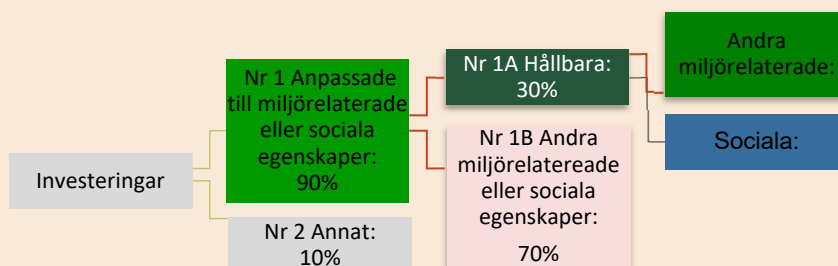 Investeringar
Nr 1 Anpassade
till miljörelaterade
eller sociala
egenskaper:
90%
Nr 2 Annat:
10%
Nr 1A Hållbara:
30%
Nr 1B Andra
miljörelatereade
eller sociala
egenskaper:
70%
Andra
miljörelaterade:
Sociala: